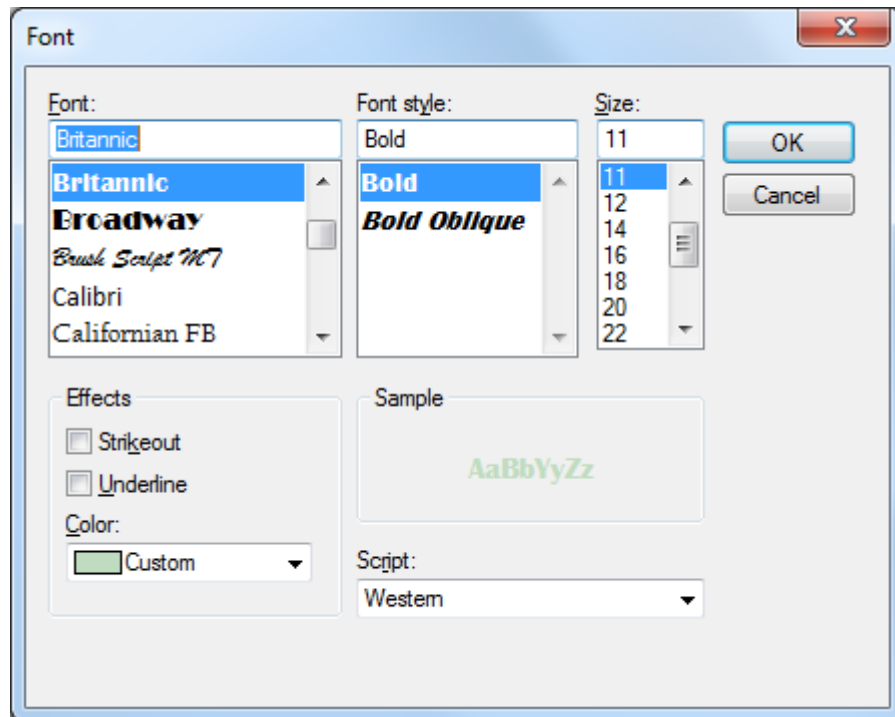 Font
Font:
Britannic
Britannic
Broadway
Brush Script MT
Calibri
Californian FB
Font style:
Bold
Bold
Bold Oblique
Size:
11
11
12
14
16
18
20
22
OK
Cancel
Effects
Strikeout
Underline
Color:
Custom
Sample
AaBbYyZz
Script:
Western